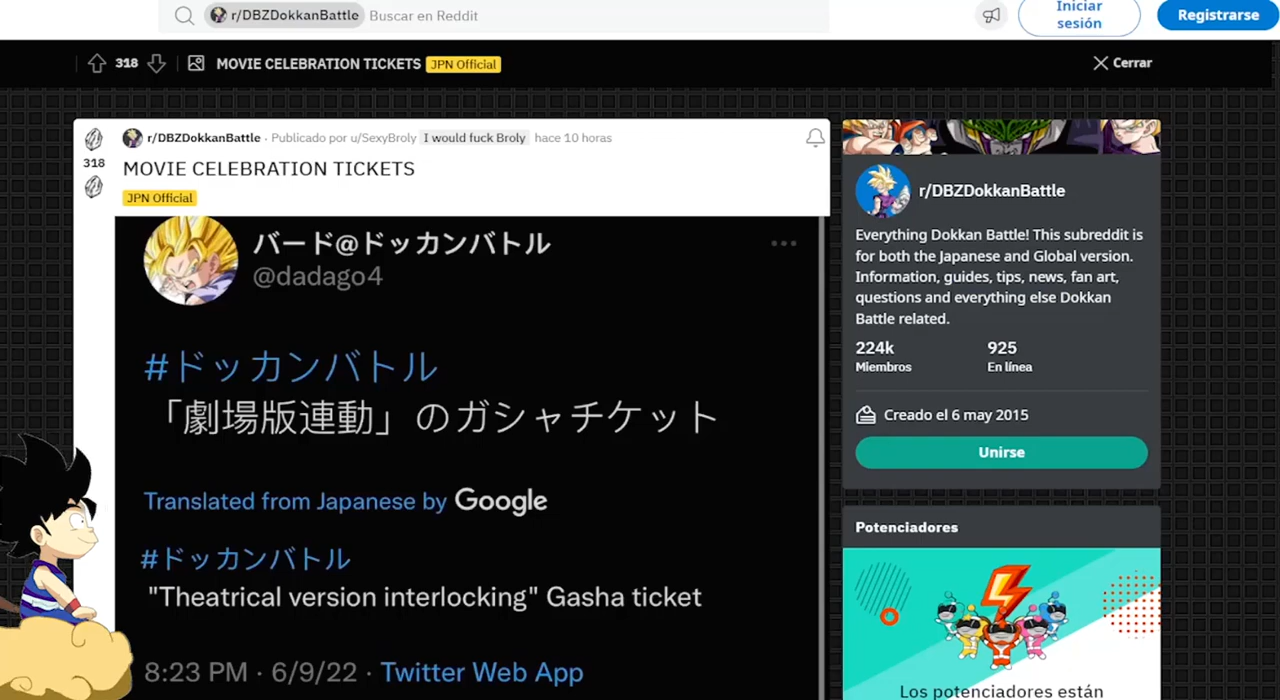 r/DBZDokkanBattle Buscar en Reddit
Iniciar sesión
Registrarse
318 MOVIE CELEBRATION TICKETS JPN Official
Cerrar
r/DBZDokkanBattle · Publicado por u/SexyBroly I would fuck Broly hace 10 horas
318
MOVIE CELEBRATION TICKETS
JPN Official
バード@ドッカンバトル
@dadago4
#ドッカンバトル
「劇場版連動」のガシャチケット
Translated from Japanese by Google
#ドッカンバトル
"Theatrical version interlocking" Gasha ticket
8:23 PM · 6/9/22 · Twitter Web App
r/DBZDokkanBattle
Everything Dokkan Battle! This subreddit is
for both the Japanese and Global version.
Information, guides, tips, news, fan art,
questions and everything else Dokkan
Battle related.
224k 925
Miembros En línea
Creado el 6 may 2015
Unirse
Potenciadores
Los potenciadores están